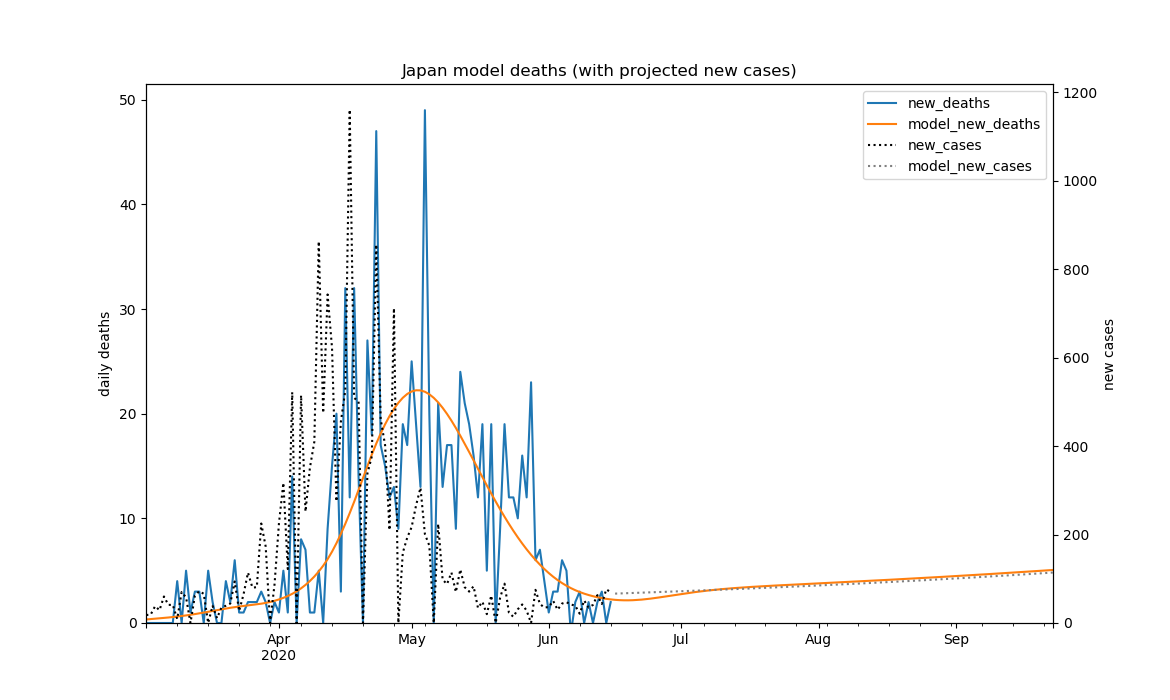 Japan model deaths (with projected new cases)
new_deaths
model_new_deaths
new_cases
model_new_cases
daily deaths
50
40
30
20
10
0
1200
1000
800
600
400
200
0
new cases
Apr
2020
May
Jun
Jul
Aug
Sep